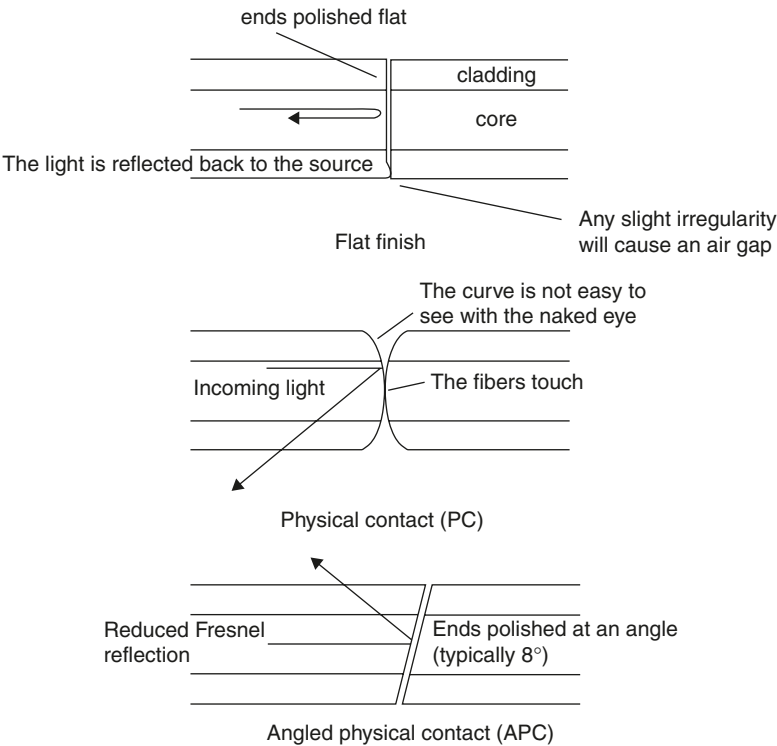 ends polished flat
cladding
core
The light is reflected back to the source
Any slight irregularity
will cause an air gap
Flat finish
The curve is not easy to
see with the naked eye
Incoming light
The fibers touch
Physical contact (PC)
Reduced Fresnel
reflection
Ends polished at an angle
(typically 8°)
Angled physical contact (APC)